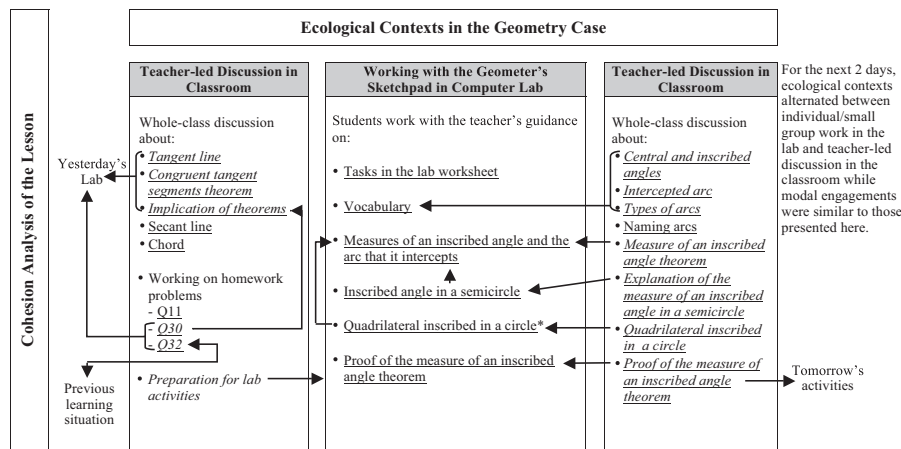 Ecological Contexts in the Geometry Case
Cohesion Analysis of the Lesson
Yesterday's
Lab
Previous
learning
situation
Teacher-led Discussion in
Classroom
Whole-class discussion
about:
• Tangent line
• Congruent tangent
segments theorem
• Implication of theorems
• Secant line
• Chord
• Working on homework
problems
- Q11
- Q30
- Q32
• Preparation for lab
activities
Working with the Geometer's
Sketchpad in Computer Lab
Students work with the teacher's guidance
on:
• Tasks in the lab worksheet
• Vocabulary
• Measures of an inscribed angle and the
arc that it intercepts
• Inscribed angle in a semicircle
• Quadrilateral inscribed in a circle*
• Proof of the measure of an inscribed
angle theorem
Teacher-led Discussion in
Classroom
Whole-class discussion
about:
• Central and inscribed
angles
• Intercepted arc
• Types of arcs
• Naming arcs
• Measure of an inscribed
angle theorem
• Explanation of the
measure of an inscribed
angle in a semicircle
• Quadrilateral inscribed
in a circle
• Proof of the measure of
an inscribed angle
theorem
For the next 2 days,
ecological contexts
alternated between
individual/small
group work in the
lab and teacher-led
discussion in the
classroom while
modal engagements
were similar to those
presented here.
Tomorrow's
activities